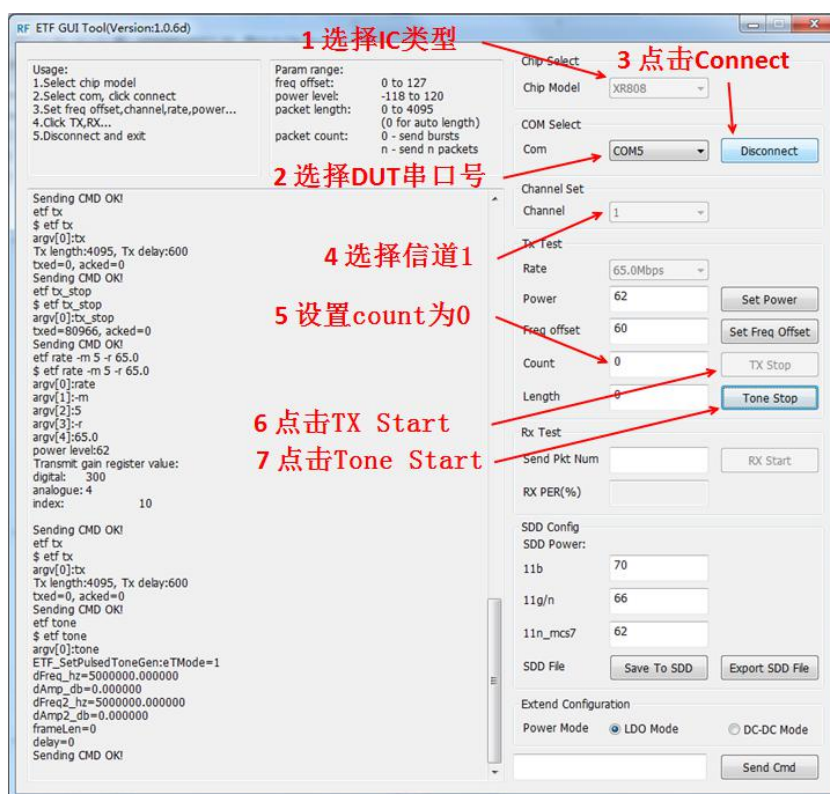 RF ETF GUI Tool(Version:1.0.6d)
1 选择IC类型
3 点击Connect
Usage:
1.Select chip model
2.Select com, click connect
3.Set freq offset,channel,rate,power...
4.Click TX,RX...
5.Disconnect and exit
Param range:
freq offset: 0 to 127
power level: -118 to 120
packet length: 0 to 4095
(0 for auto length)
packet count: 0 - send bursts
n - send n packets
Chip Select
Chip Model XR808
COM Select
Com COM5 Disconnect
2 选择DUT串口号
Channel Set
Channel 1
4 选择信道1
Tx Test
Rate 65.0Mbps
Power 62 Set Power
5 设置count为0
Freq offset 60 Set Freq Offset
Count 0 TX Stop
Length 0 Tone Stop
6 点击TX Start
7 点击Tone Start
Rx Test
Send Pkt Num RX Start
RX PER(%)
SDD Config
SDD Power:
11b 70
11g/n 66
11n_mcs7 62
SDD File Save To SDD Export SDD File
Extend Configuration
Power Mode LDO Mode DC-DC Mode
Send Cmd
Sending CMD OK!
etf tx
$ etf tx
argv[0]:tx
Tx length:4095, Tx delay:600
txed=0, acked=0
Sending CMD OK!
etf tx_stop
$ etf tx_stop
argv[0]:tx_stop
txed=80966, acked=0
Sending CMD OK!
etf rate -m 5 -r 65.0
$ etf rate -m 5 -r 65.0
argv[0]:rate
argv[1]:-m
argv[2]:5
argv[3]:-r
argv[4]:65.0
power level:62
Transmit gain register value:
digital: 300
analogue: 4
index: 10
Sending CMD OK!
etf tx
$ etf tx
argv[0]:tx
Tx length:4095, Tx delay:600
txed=0, acked=0
Sending CMD OK!
etf tone
$ etf tone
argv[0]:tone
ETF_SetPulsedToneGen:eTMode=1
dFreq_hz=5000000.000000
dAmp_db=0.000000
dFreq2_hz=5000000.000000
dAmp2_db=0.000000
frameLen=0
delay=0
Sending CMD OK!